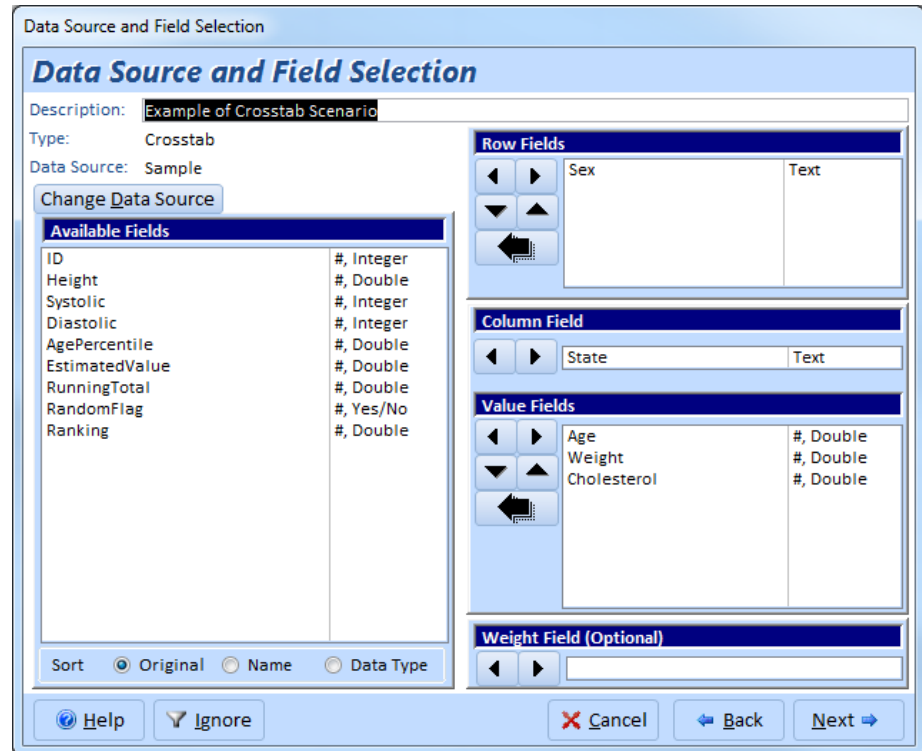 Data Source and Field Selection
Data Source and Field Selection
Description: Example of Crosstab Scenario
Type: Crosstab
Data Source: Sample
Change Data Source
Available Fields
ID #, Integer
Height #, Double
Systolic #, Integer
Diastolic #, Integer
AgePercentile #, Double
EstimatedValue #, Double
RunningTotal #, Double
RandomFlag #, Yes/No
Ranking #, Double
Sort Original Name Data Type
Row Fields
Sex Text
Column Field
State Text
Value Fields
Age #, Double
Weight #, Double
Cholesterol #, Double
Weight Field (Optional)
Help Ignore Cancel Back Next